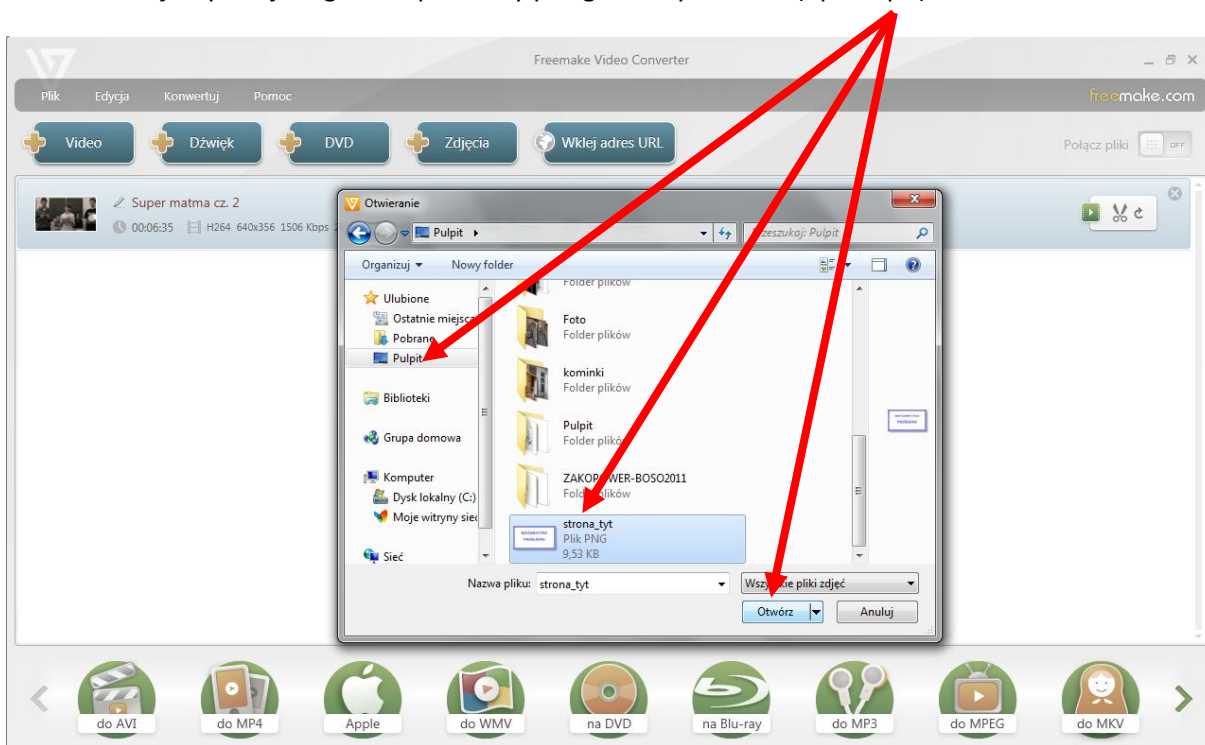 Freemake Video Converter
Plik Edycja Konwertuj Pomoc
freemake.com
Video Dźwięk DVD Zdjęcia Wklej adres URL
Połącz pliki OFF
Super matma cz. 2
00:06:35 H264 640x356 1506 Kbps
Otwieranie
Pulpit
Przeszukaj: Pulpit
Organizuj Nowy folder
Ulubione
Ostatnie miejsca
Pobrane
Pulpit
Biblioteki
Grupa domowa
Komputer
Dysk lokalny (C:)
Moje witryny siec
Sieć
Folder plików
Foto
Folder plików
kominki
Folder plików
Pulpit
Folder plików
ZAKOPOWER-BOSO2011
Folder plików
strona_tyt
Plik PNG
9,53 KB
Nazwa pliku: strona_tyt
Wszystkie pliki zdjęć
Otwórz Anuluj
do AVI do MP4 Apple do WMV na DVD na Blu-ray do MP3 do MPEG do MKV